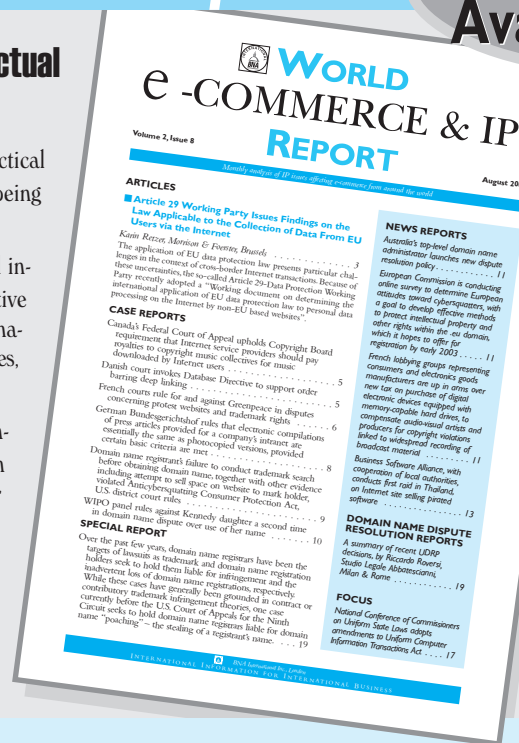 Ava
ctual
ctical
being
in-
tive
na-
es,
n-
n
INTERNATIONAL
BNA
WORLD
e -COMMERCE & IP
REPORT
Volume 2, Issue 8
August 20
Monthly analysis of IP issues affecting e-commerce from around the world
ARTICLES
■ Article 29 Working Party Issues Findings on the
Law Applicable to the Collection of Data From EU
Users via the Internet
Karin Retzer, Morrison & Foerster, Brussels . . . . . . . . . . . . 3
The application of EU data protection law presents particular chal-
lenges in the context of cross-border Internet transactions. Because of
these uncertainties, the so-called Article 29-Data Protection Working
Party recently adopted a "Working document on determining the
international application of EU data protection law to personal data
processing on the Internet by non-EU based websites".
CASE REPORTS
Canada's Federal Court of Appeal upholds Copyright Board
requirement that Internet service providers should pay
royalties to copyright music collectives for music
downloaded by Internet users . . . . . . . . . . . . . . . . . . 5
Danish court invokes Database Directive to support order
barring deep linking . . . . . . . . . . . . . . . . . . . . . . . . 5
French courts rule for and against Greenpeace in disputes
concerning protest websites and trademark rights . . . . . . . 6
German Bundesgerichtshof rules that electronic compilations
of press articles provided for a company's intranet are
essentially the same as photocopied versions, provided
certain basic criteria are met . . . . . . . . . . . . . . . . . . . 8
Domain name registrant's failure to conduct trademark search
before obtaining domain name, together with other evidence
including attempt to sell space on website to mark holder,
violated Anticybersquatting Consumer Protection Act,
U.S. district court rules . . . . . . . . . . . . . . . . . . . . . 9
WIPO panel rules against Kennedy daughter a second time
in domain name dispute over use of her name . . . . . . . . 10
SPECIAL REPORT
Over the past few years, domain name registrars have been the
targets of lawsuits as trademark and domain name registration
holders seek to hold them liable for infringement and the
inadvertent loss of domain name registrations, respectively.
While these cases have generally been grounded in contract or
contributory trademark infringement theories, one case
currently before the U.S. Court of Appeals for the Ninth
Circuit seeks to hold domain name registrars liable for domain
name "poaching" – the stealing of a registrant's name. . . . 19
NEWS REPORTS
Australia's top-level domain name
administrator launches new dispute
resolution policy. . . . . . . . . . . . . 11
European Commission is conducting
online survey to determine European
attitudes toward cybersquatters, with
a goal to develop effective methods
to protect intellectual property and
other rights within the .eu domain,
which it hopes to offer for
registration by early 2003 . . . . . 11
French lobbying groups representing
consumers and electronics goods
manufacturers are up in arms over
new tax on purchase of digital
electronic devices equipped with
memory-capable hard drives, to
compensate audio-visual artists and
producers for copyright violations
linked to widespread recording of
broadcast material . . . . . . . . . . 11
Business Software Alliance, with
cooperation of local authorities,
conducts first raid in Thailand,
on Internet site selling pirated
software . . . . . . . . . . . . . . . . 13
DOMAIN NAME DISPUTE
RESOLUTION REPORTS
A summary of recent UDRP
decisions, by Riccardo Roversi,
Studio Legale Abbatescianni,
Milan & Rome . . . . . . . . . . . . 19
FOCUS
National Conference of Commissioners
on Uniform State Laws adopts
amendments to Uniform Computer
Information Transactions Act . . . . 17
BNA International Inc., London
INTERNATIONAL INFORMATION FOR INTERNATIONAL BUSINESS